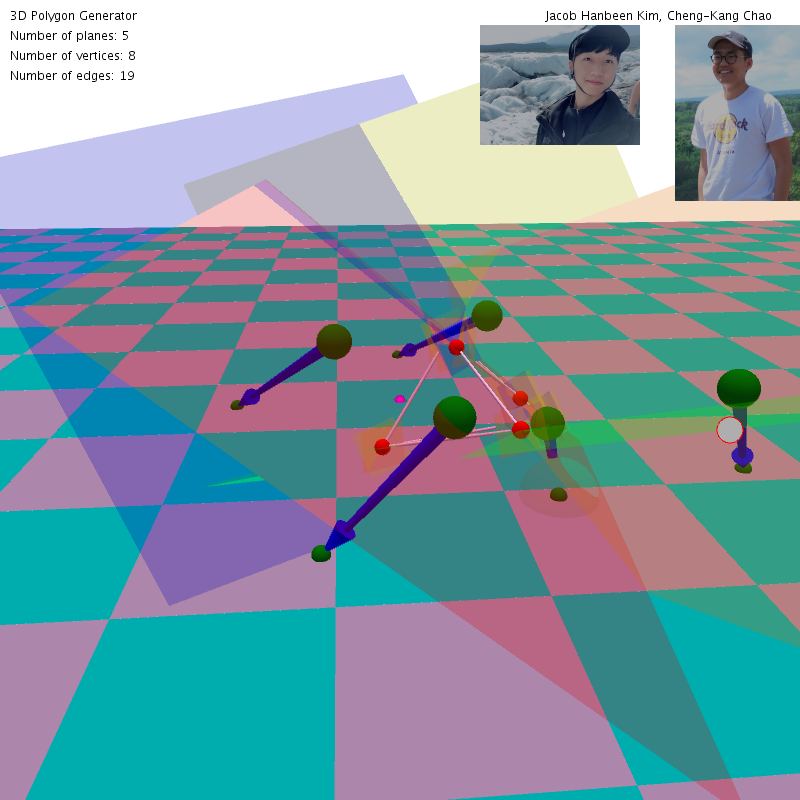 3D Polygon Generator
Jacob Hanbeen Kim, Cheng-Kang Chao
Number of planes: 5
Number of vertices: 8
Number of edges: 19